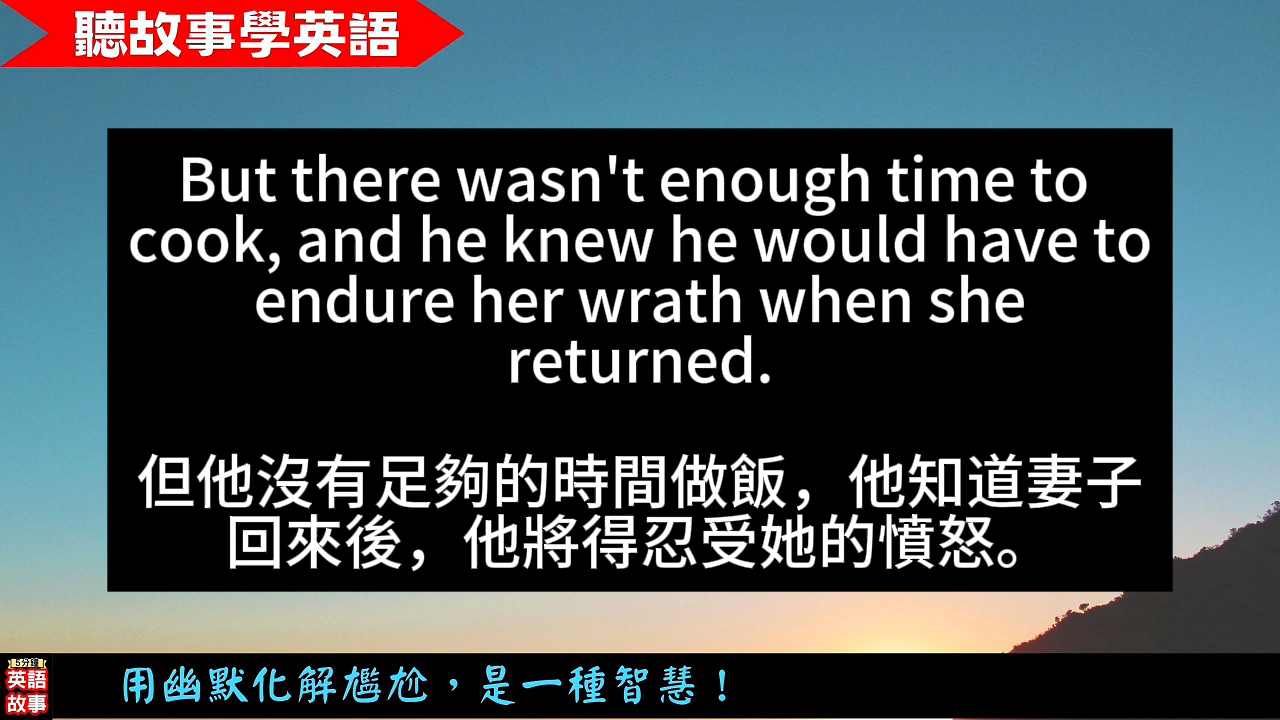 聽故事學英語
But there wasn't enough time to
cook, and he knew he would have to
endure her wrath when she
returned.
但他沒有足夠的時間做飯，他知道妻子
回來後，他將得忍受她的憤怒。
5分鐘
英語
故事
用幽默化解尷尬，是一種智慧！